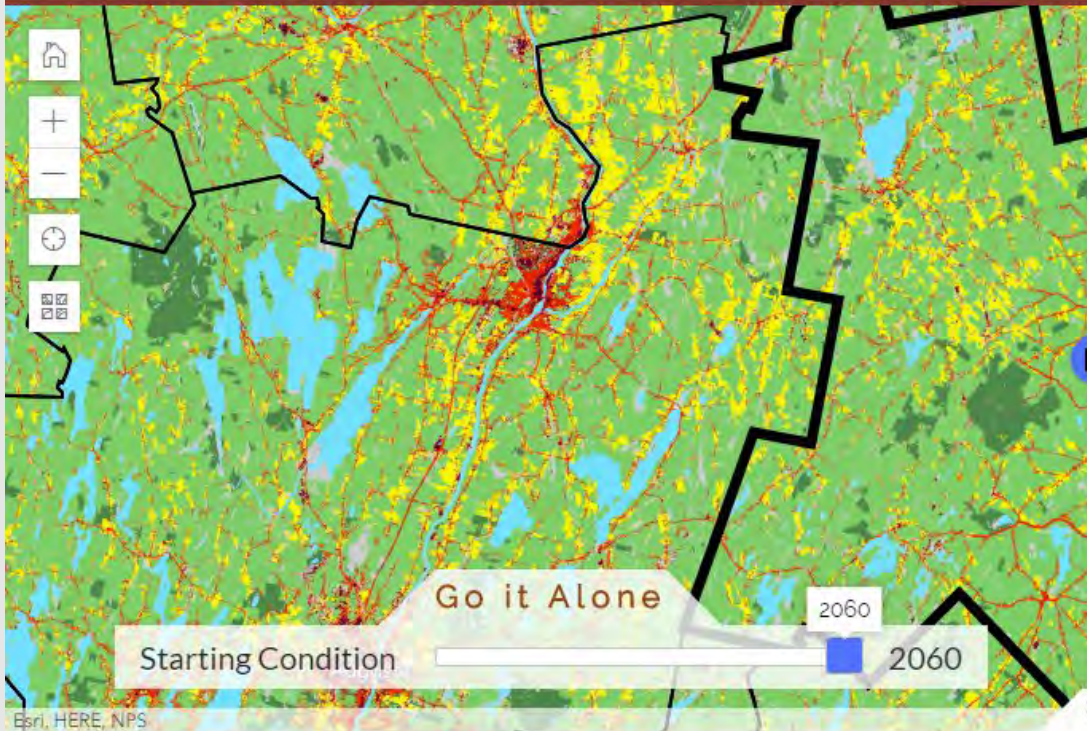 Go it Alone
2060
Starting Condition
2060
Esri, HERE, NPS